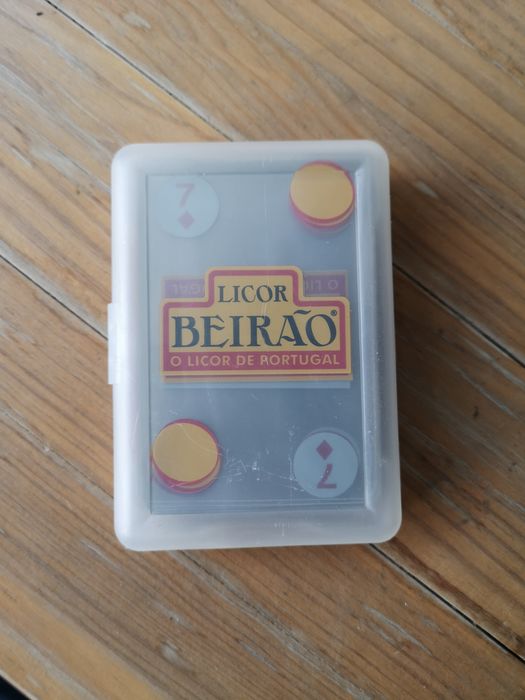 7
LICOR
BEIRÃO®
O LICOR DE PORTUGAL
7